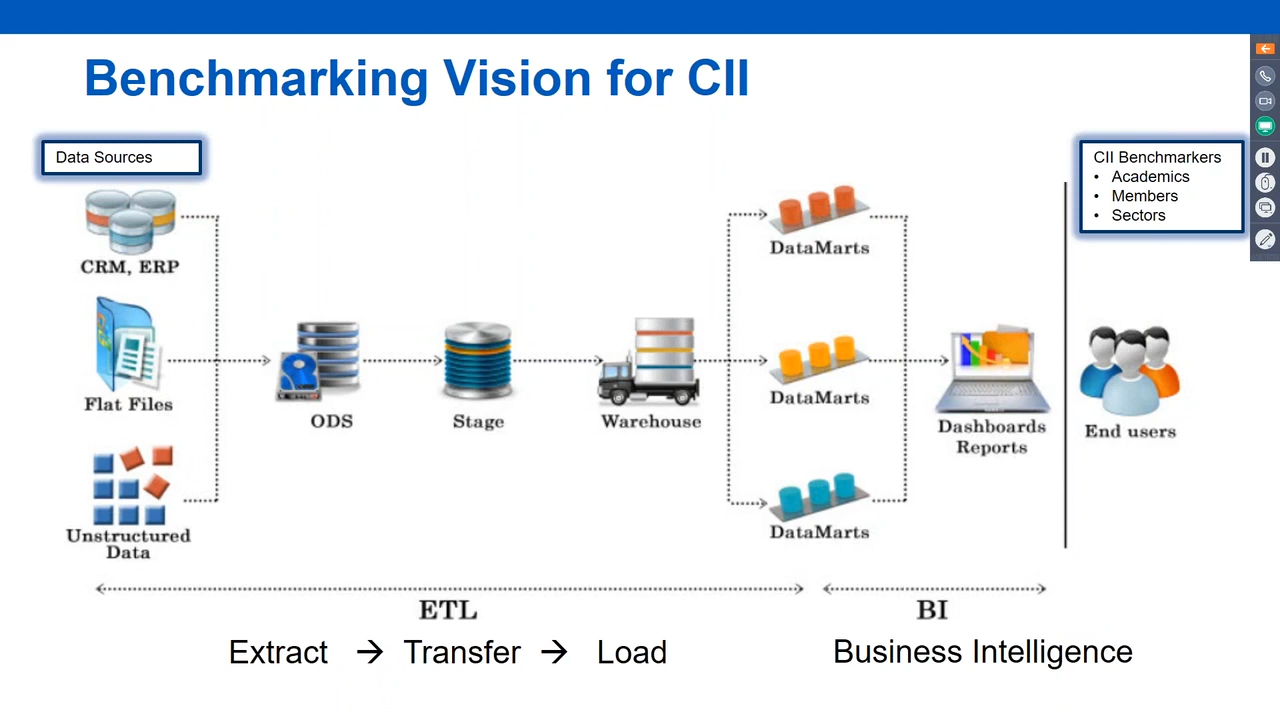 Benchmarking Vision for CII
Data Sources
CII Benchmarkers
• Academics
• Members
• Sectors
CRM, ERP
Flat Files
Unstructured
Data
ODS
Stage
Warehouse
DataMarts
DataMarts
DataMarts
Dashboards
Reports
End users
ETL
BI
Extract → Transfer → Load
Business Intelligence